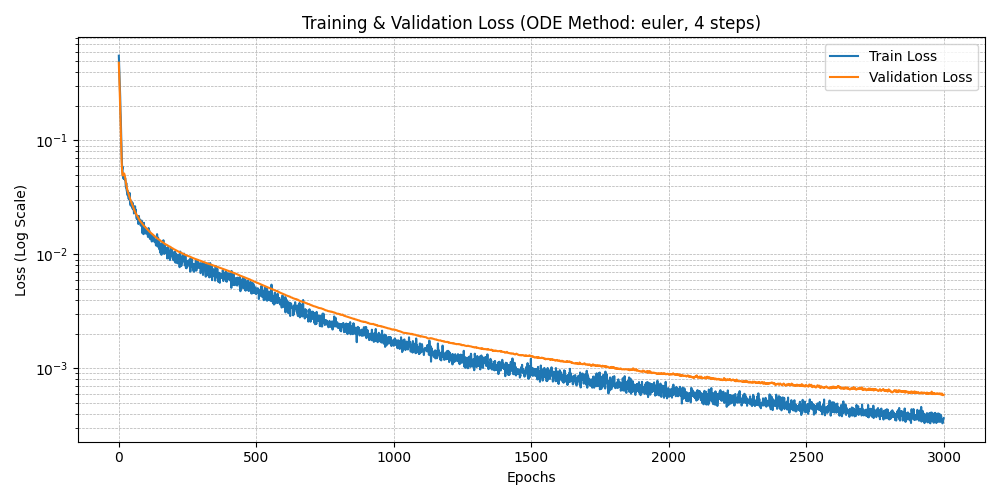 Training & Validation Loss (ODE Method: euler, 4 steps)
Train Loss
Validation Loss
Loss (Log Scale)
10⁻¹
10⁻²
10⁻³
0 500 1000 1500 2000 2500 3000
Epochs